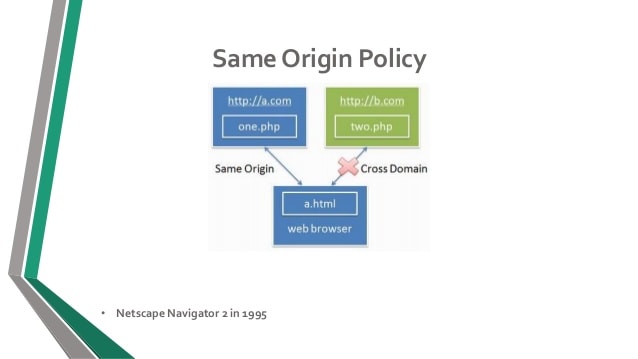 Same Origin Policy
http://a.com
http://b.com
one.php
two.php
Same Origin
Cross Domain
a.html
web browser
• Netscape Navigator 2 in 1995